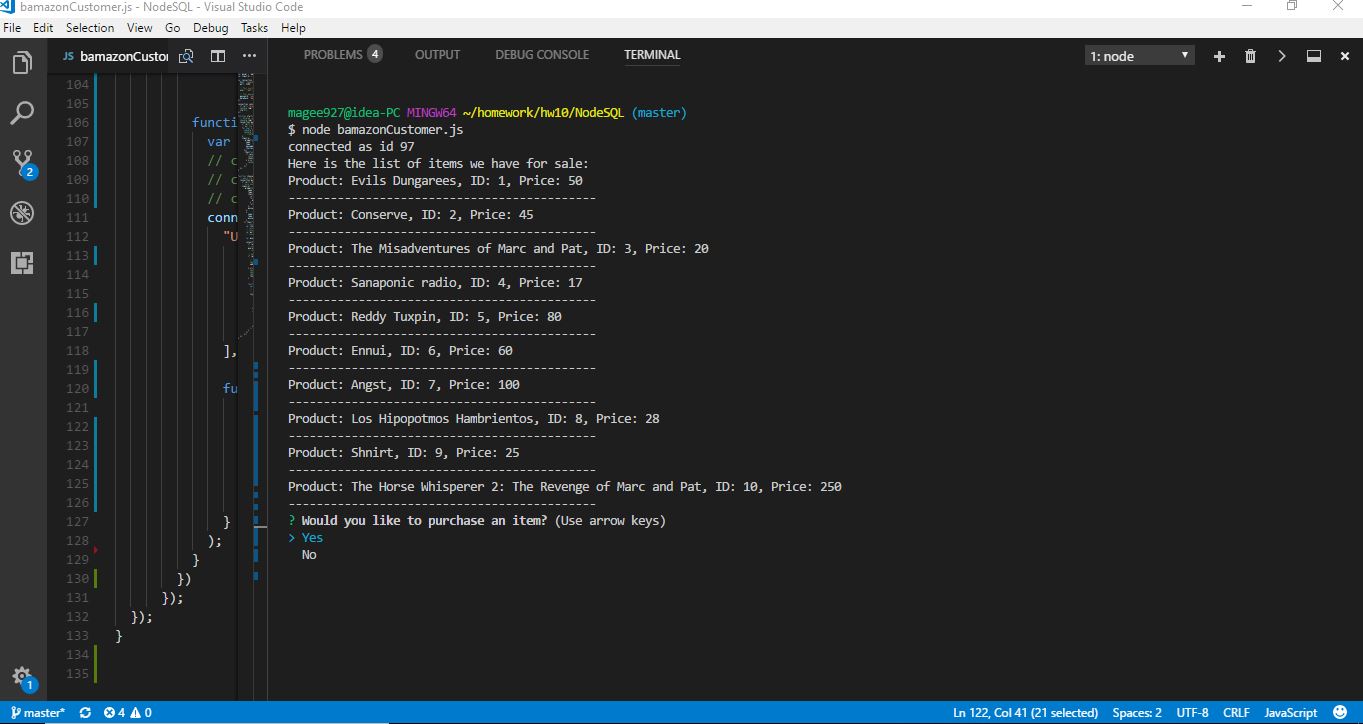 bamazonCustomer.js - NodeSQL - Visual Studio Code
File Edit Selection View Go Debug Tasks Help
JS bamazonCustor
PROBLEMS 4 OUTPUT DEBUG CONSOLE TERMINAL 1: node
104
105
106 functi
107 var
108 // c
109 // c
110 // c
111 conn
112 "U
113
114
115
116
117
118 ],
119
120 fu
121
122
123
124
125
126
127 }
128 );
129 }
130 })
131 });
132 });
133 }
134
135
magee927@idea-PC MINGW64 ~/homework/hw10/NodeSQL (master)
$ node bamazonCustomer.js
connected as id 97
Here is the list of items we have for sale:
Product: Evils Dungarees, ID: 1, Price: 50
--------------------------------------------
Product: Conserve, ID: 2, Price: 45
--------------------------------------------
Product: The Misadventures of Marc and Pat, ID: 3, Price: 20
--------------------------------------------
Product: Sanaponic radio, ID: 4, Price: 17
--------------------------------------------
Product: Reddy Tuxpin, ID: 5, Price: 80
--------------------------------------------
Product: Ennui, ID: 6, Price: 60
--------------------------------------------
Product: Angst, ID: 7, Price: 100
--------------------------------------------
Product: Los Hipopotmos Hambrientos, ID: 8, Price: 28
--------------------------------------------
Product: Shnirt, ID: 9, Price: 25
--------------------------------------------
Product: The Horse Whisperer 2: The Revenge of Marc and Pat, ID: 10, Price: 250
--------------------------------------------
? Would you like to purchase an item? (Use arrow keys)
> Yes
No
2
1
master* 4 0 Ln 122, Col 41 (21 selected) Spaces: 2 UTF-8 CRLF JavaScript